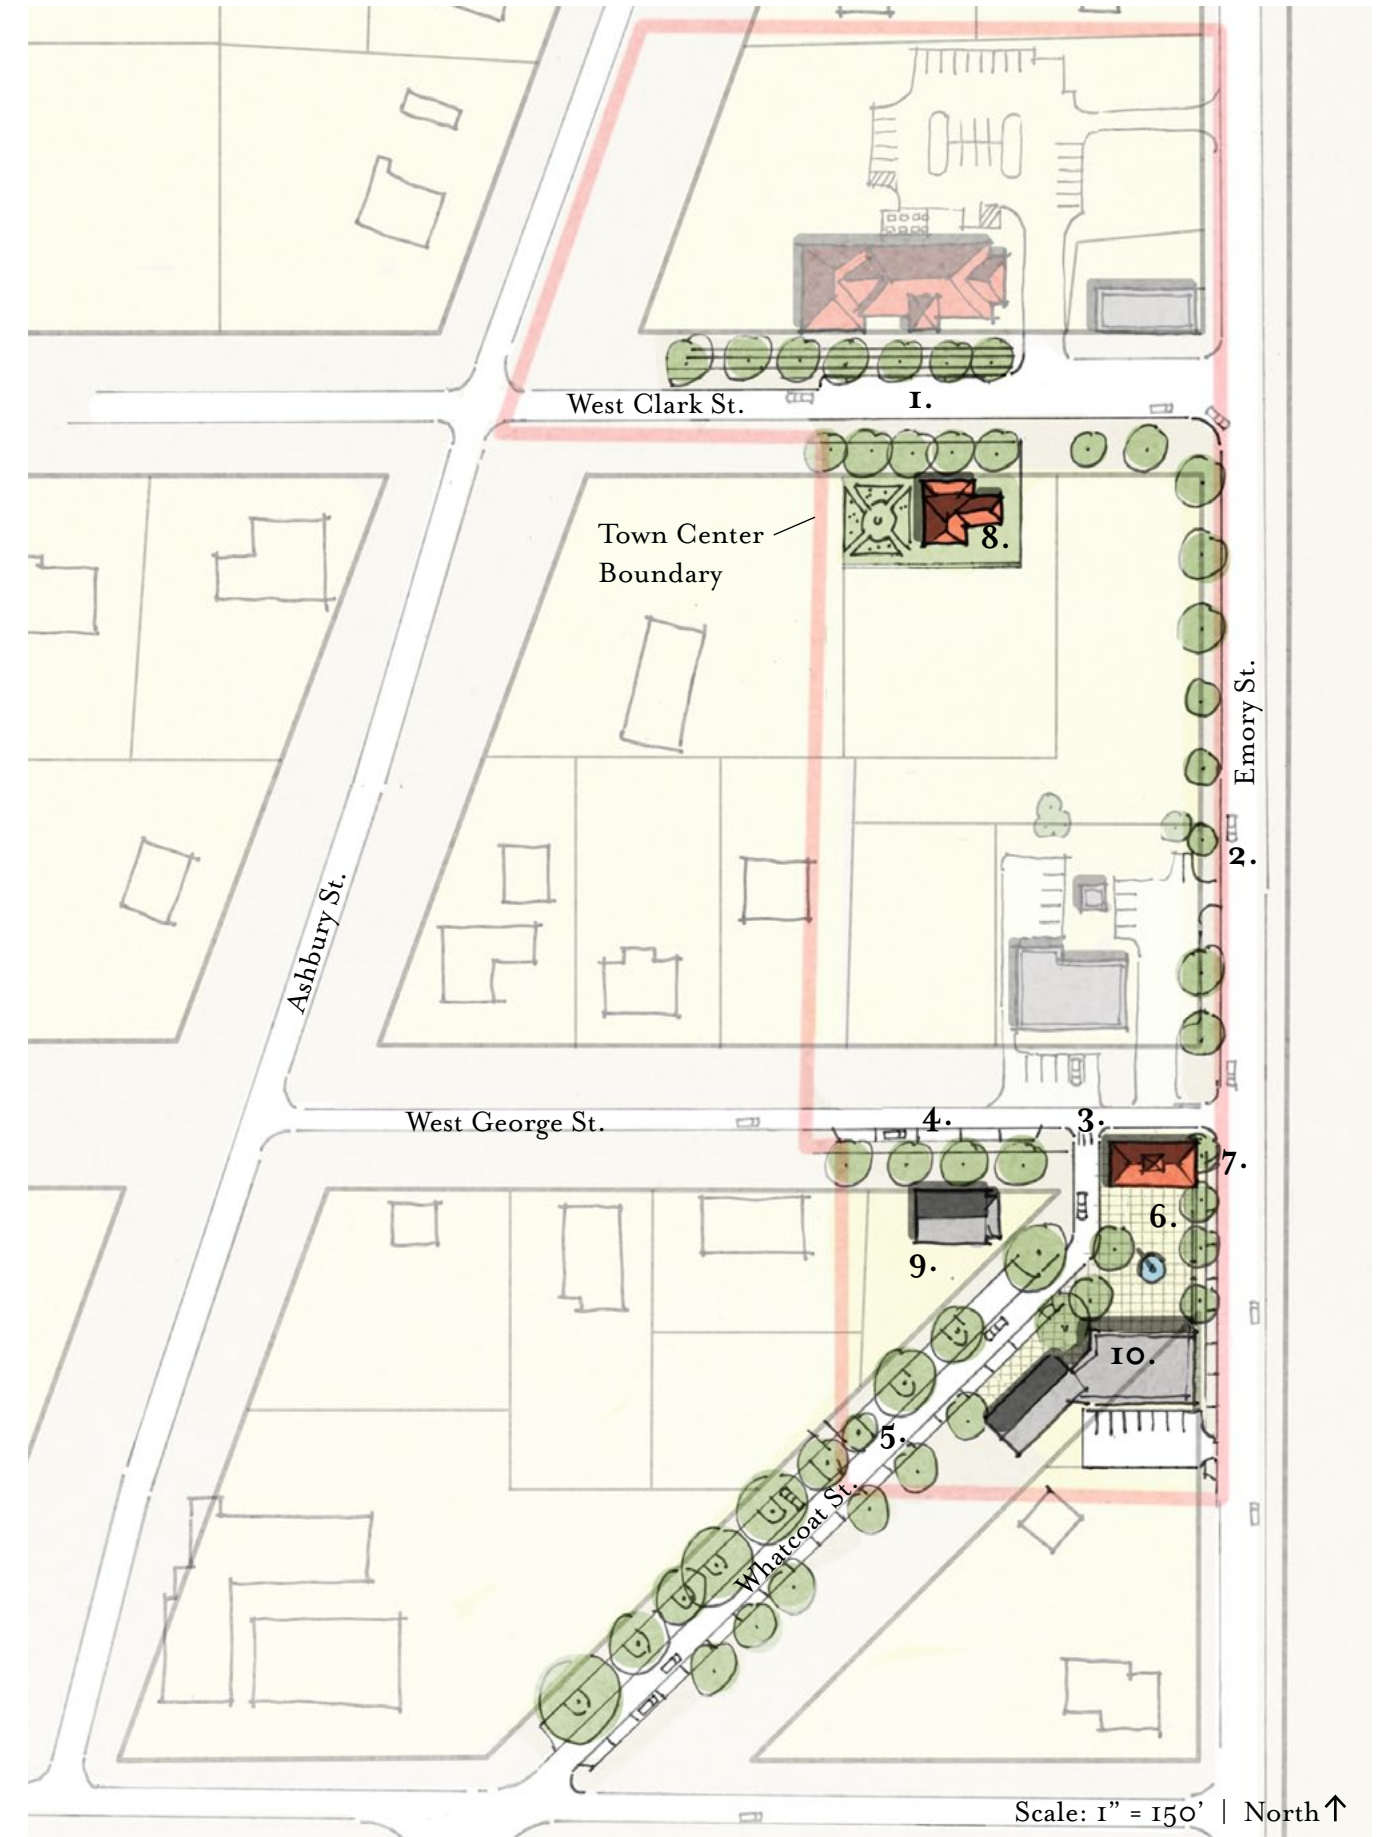 West Clark St.
1.
Town Center
Boundary
8.
Emory St.
2.
Ashbury St.
West George St.
4.
3.
7.
6.
9.
10.
5.
Whatcoat St.
Scale: 1” = 150’ | North↑